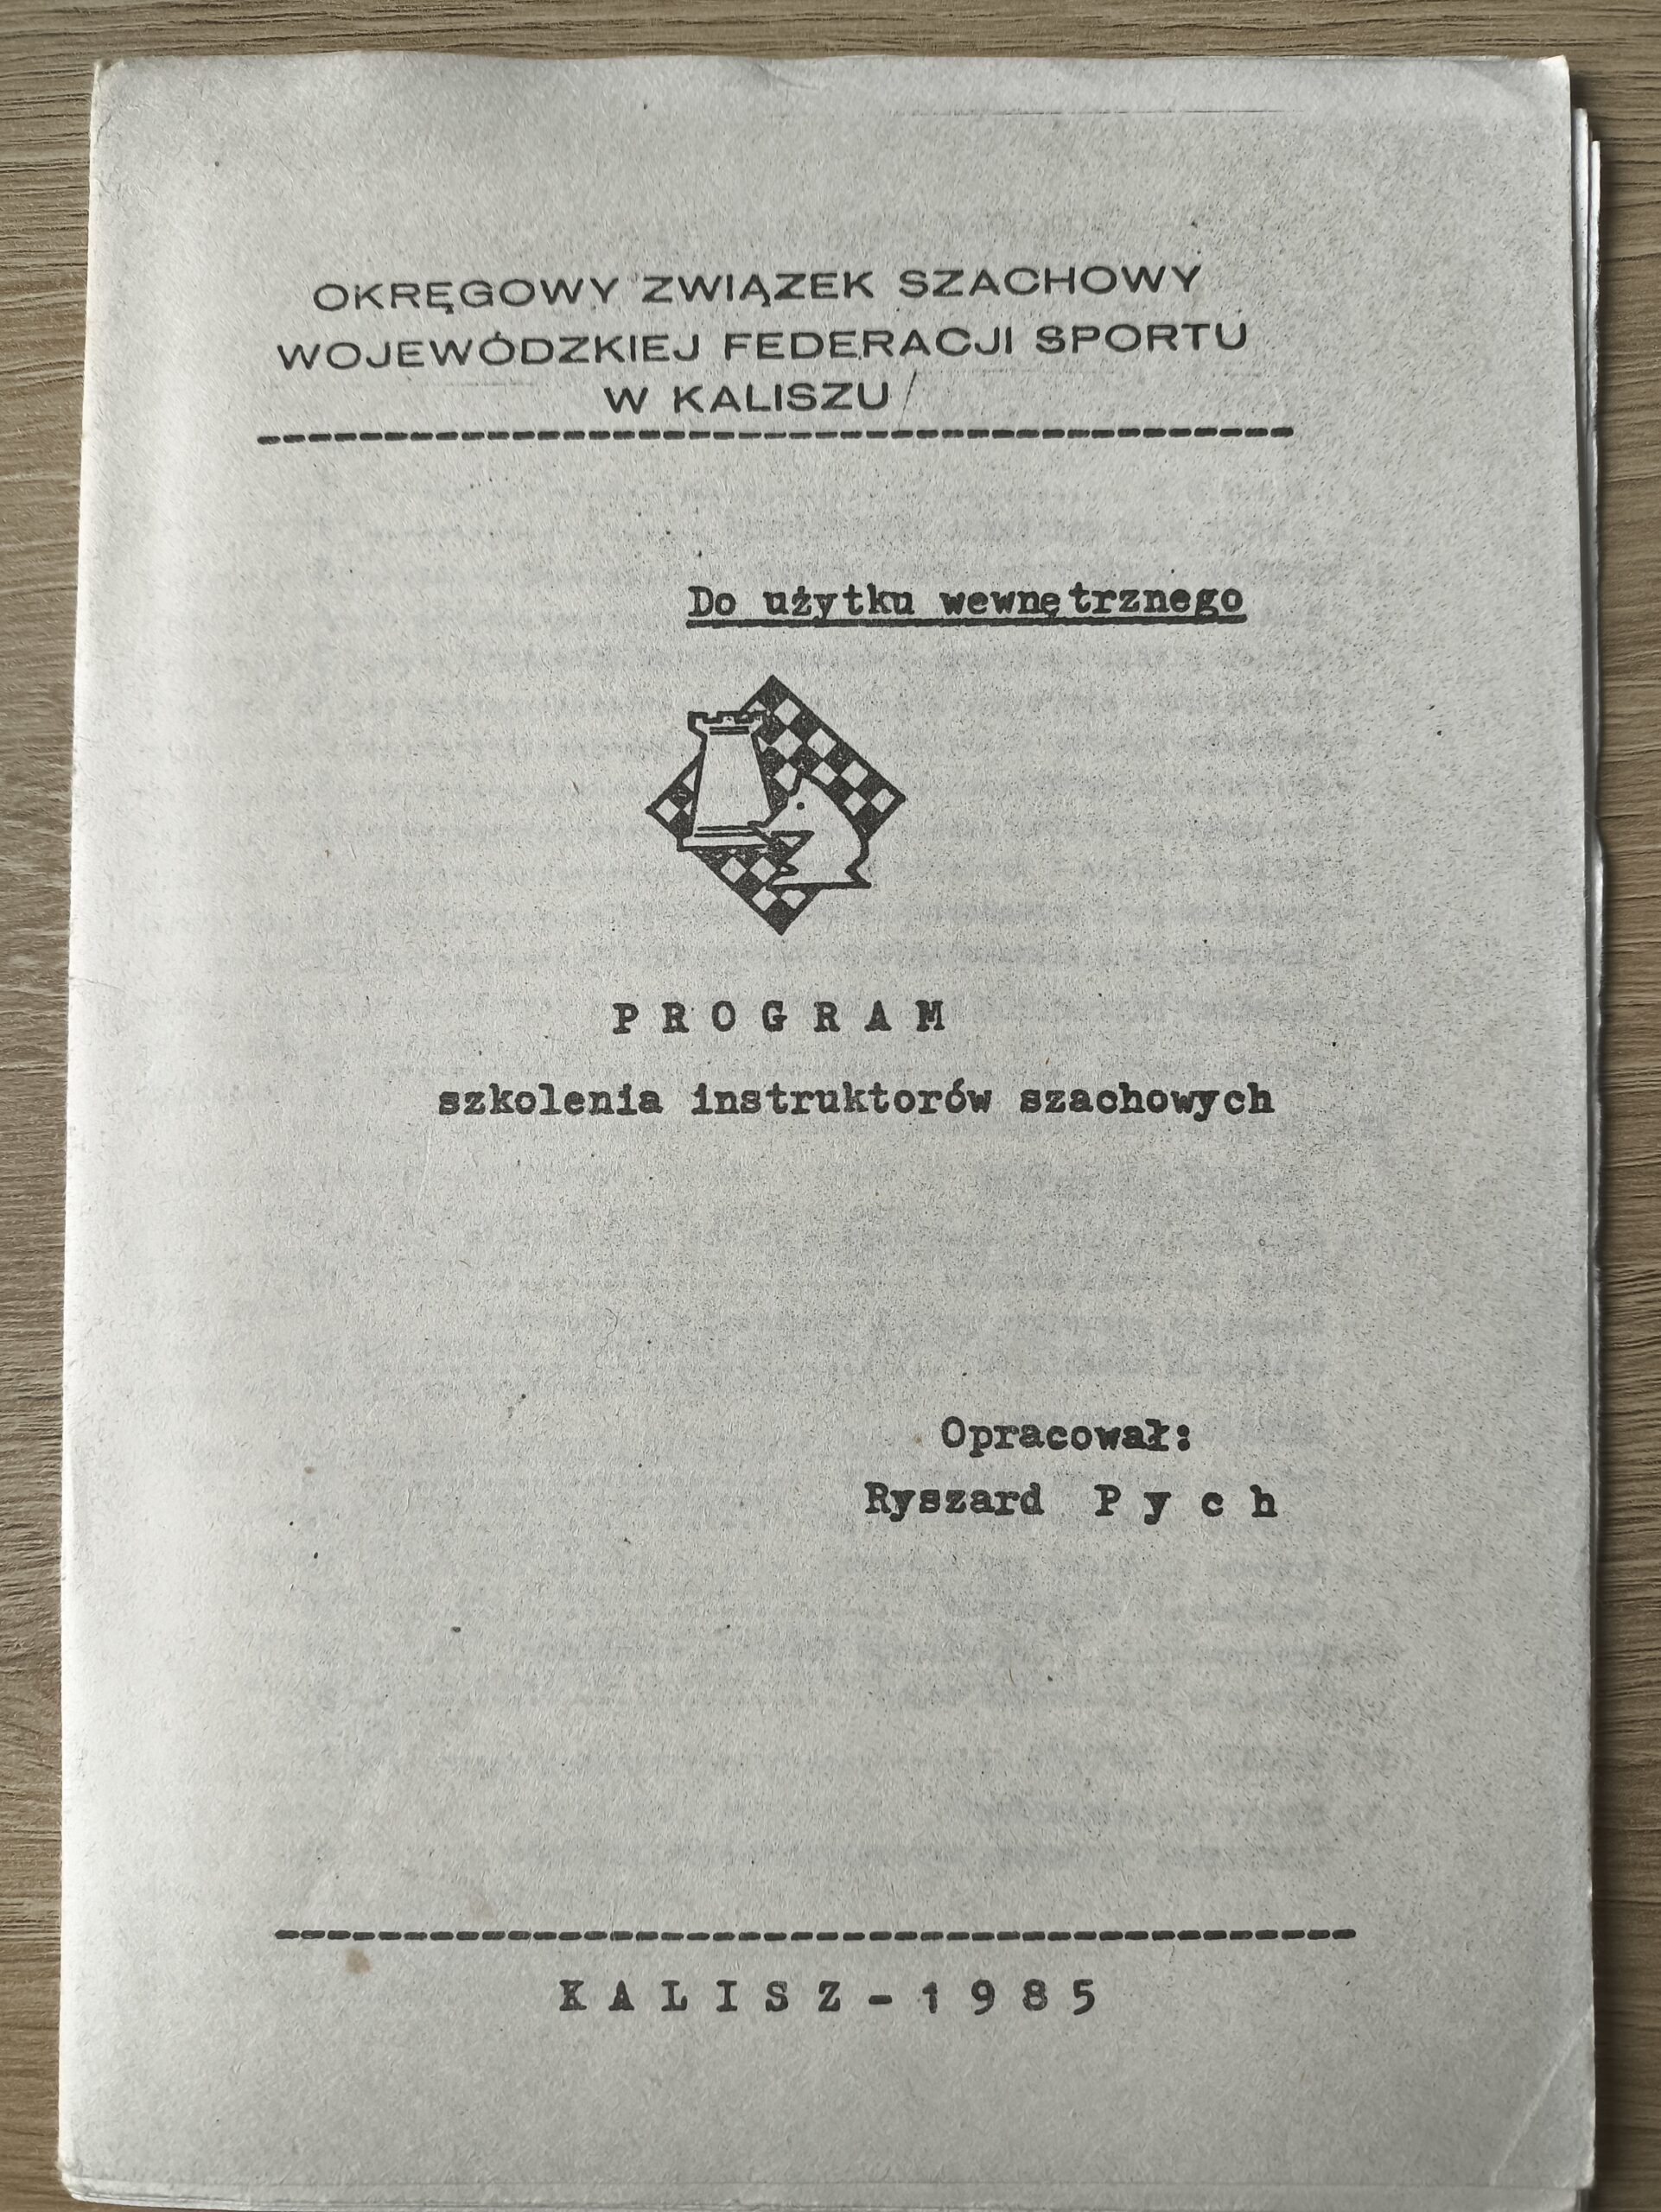 OKRĘGOWY ZWIĄZEK SZACHOWY
WOJEWÓDZKIEJ FEDERACJI SPORTU
W KALISZU
Do użytku wewnętrznego
P R O G R A M
szkolenia instruktorów szachowych
Opracował:
Ryszard P y c h
K A L I S Z - 1 9 8 5